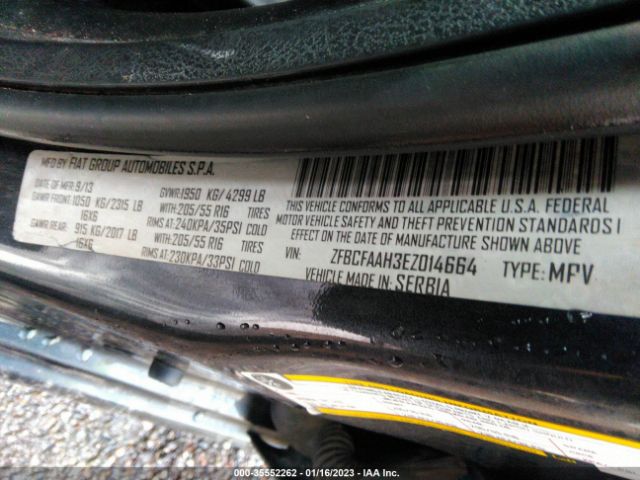 MFD BY FIAT GROUP AUTOMOBILES S.P.A.
DATE OF MFR 9/13 GVWR:1950 KG/ 4299 LB
GAWR FRONT:1050 KG/2315 LB WITH:205/55 R16 TIRES
16X6 RIMS AT:240KPA/35PSI COLD
GAWR REAR: 915 KG/2017 LB WITH:205/55 R16 TIRES
16X6 RIMS AT:230KPA/33PSI COLD
THIS VEHICLE CONFORMS TO ALL APPLICABLE U.S.A. FEDERAL
MOTOR VEHICLE SAFETY AND THEFT PREVENTION STANDARDS I
EFFECT ON THE DATE OF MANUFACTURE SHOWN ABOVE
VIN: ZFBCFAAH3EZ014664 TYPE: MPV
VEHICLE MADE IN SERBIA
000-35552262 - 01/16/2023 - IAA Inc.